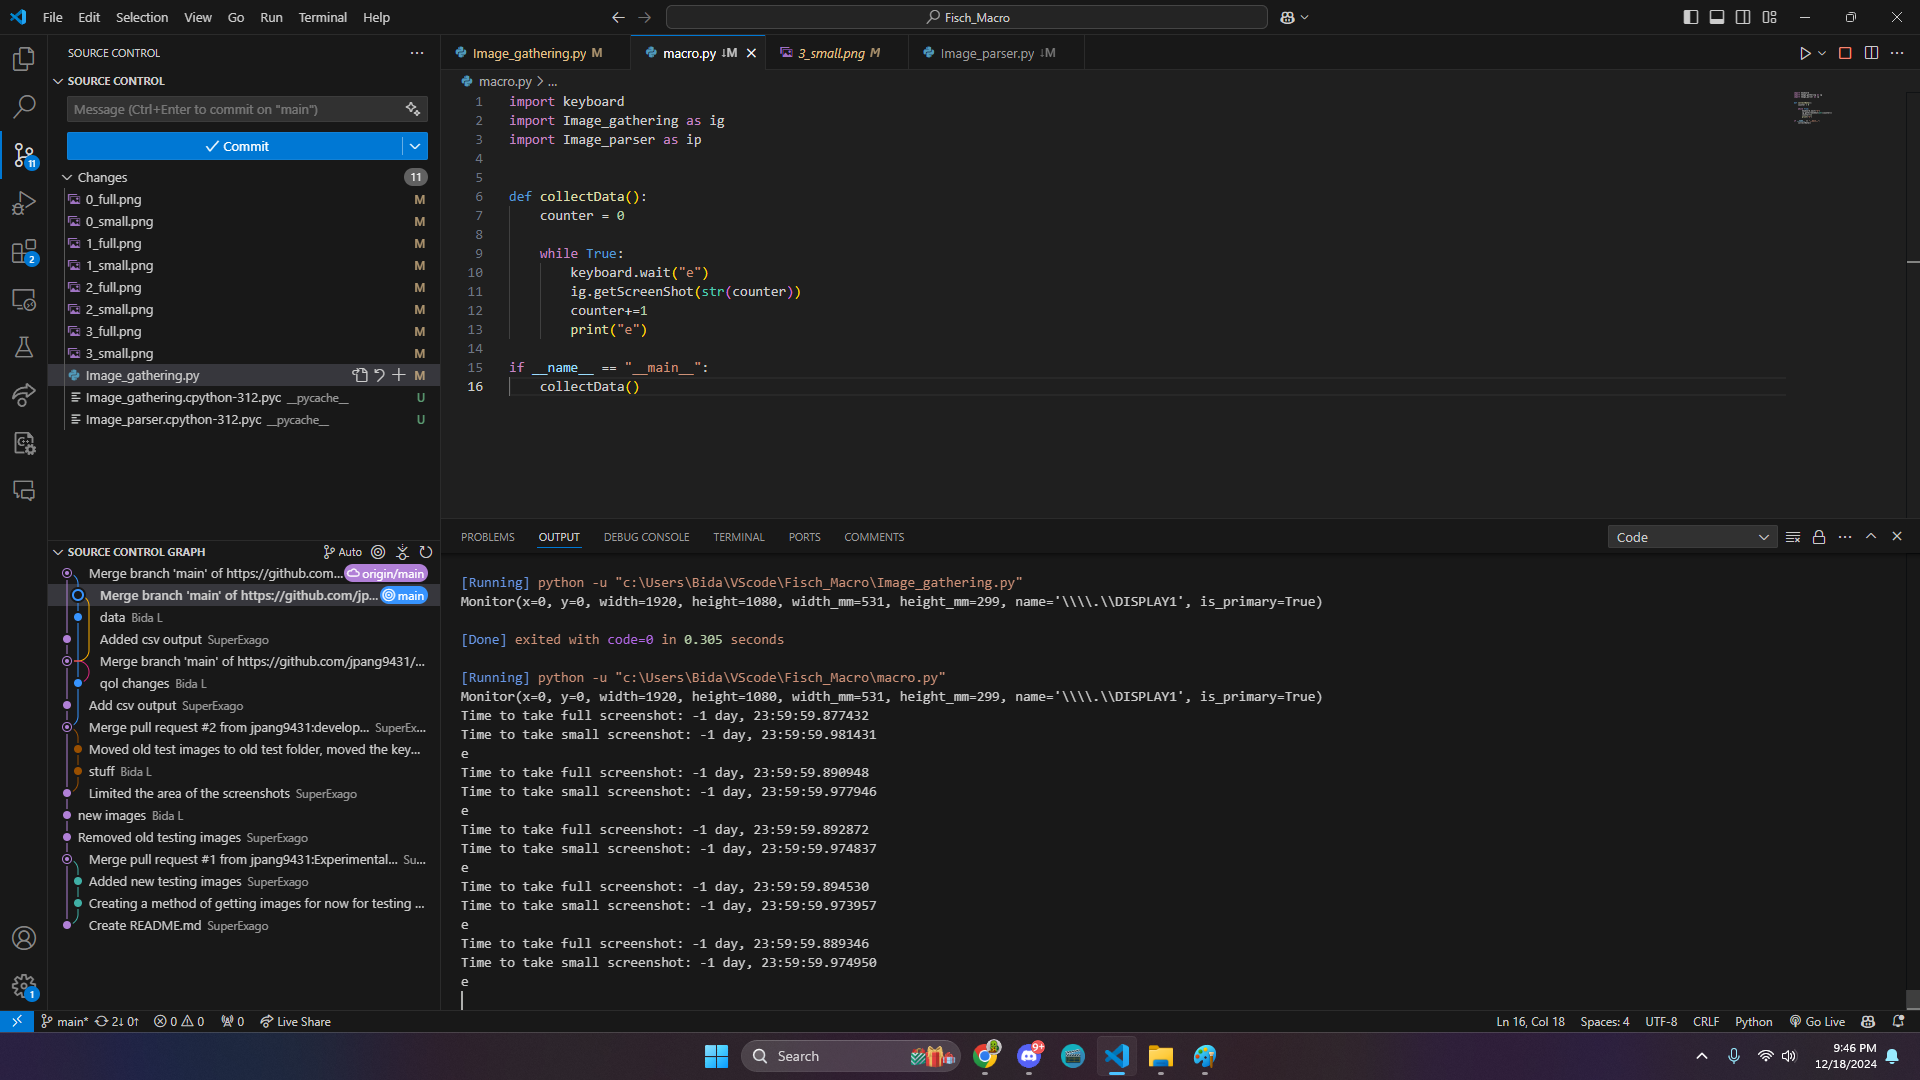 File Edit Selection View Go Run Terminal Help
Fisch_Macro
SOURCE CONTROL
SOURCE CONTROL
Message (Ctrl+Enter to commit on "main")
Commit
Changes 11
0_full.png M
0_small.png M
1_full.png M
1_small.png M
2_full.png M
2_small.png M
3_full.png M
3_small.png M
Image_gathering.py M
Image_gathering.cpython-312.pyc __pycache__ U
Image_parser.cpython-312.pyc __pycache__ U
11
2
1
SOURCE CONTROL GRAPH Auto
Merge branch 'main' of https://github.com... origin/main
Merge branch 'main' of https://github.com/jp... main
data Bida L
Added csv output SuperExago
Merge branch 'main' of https://github.com/jpang9431/...
qol changes Bida L
Add csv output SuperExago
Merge pull request #2 from jpang9431:develop... SuperEx...
Moved old test images to old test folder, moved the key...
stuff Bida L
Limited the area of the screenshots SuperExago
new images Bida L
Removed old testing images SuperExago
Merge pull request #1 from jpang9431:Experimental... Su...
Added new testing images SuperExago
Creating a method of getting images for now for testing ...
Create README.md SuperExago
Image_gathering.py M
macro.py ↓M
3_small.png M
Image_parser.py ↓M
macro.py > ...
1 import keyboard
2 import Image_gathering as ig
3 import Image_parser as ip
4
5
6 def collectData():
7 counter = 0
8
9 while True:
10 keyboard.wait("e")
11 ig.getScreenShot(str(counter))
12 counter+=1
13 print("e")
14
15 if __name__ == "__main__":
16 collectData()
PROBLEMS OUTPUT DEBUG CONSOLE TERMINAL PORTS COMMENTS
Code
[Running] python -u "c:\Users\Bida\VScode\Fisch_Macro\Image_gathering.py"
Monitor(x=0, y=0, width=1920, height=1080, width_mm=531, height_mm=299, name='\\\\.\\DISPLAY1', is_primary=True)
[Done] exited with code=0 in 0.305 seconds
[Running] python -u "c:\Users\Bida\VScode\Fisch_Macro\macro.py"
Monitor(x=0, y=0, width=1920, height=1080, width_mm=531, height_mm=299, name='\\\\.\\DISPLAY1', is_primary=True)
Time to take full screenshot: -1 day, 23:59:59.877432
Time to take small screenshot: -1 day, 23:59:59.981431
e
Time to take full screenshot: -1 day, 23:59:59.890948
Time to take small screenshot: -1 day, 23:59:59.977946
e
Time to take full screenshot: -1 day, 23:59:59.892872
Time to take small screenshot: -1 day, 23:59:59.974837
e
Time to take full screenshot: -1 day, 23:59:59.894530
Time to take small screenshot: -1 day, 23:59:59.973957
e
Time to take full screenshot: -1 day, 23:59:59.889346
Time to take small screenshot: -1 day, 23:59:59.974950
e
main* 2↓ 0↑ 0 0 0 Live Share
Ln 16, Col 18 Spaces: 4 UTF-8 CRLF Python Go Live
Search
9+
9:46 PM
12/18/2024